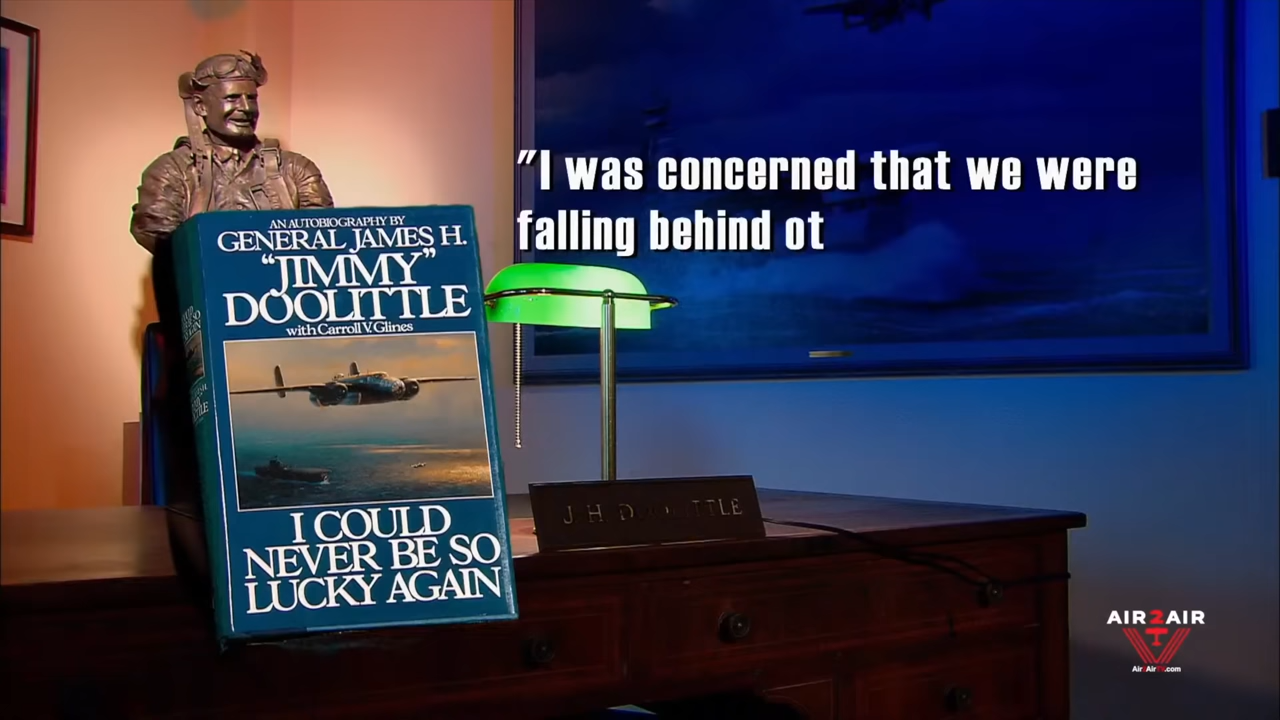 "I was concerned that we were
falling behind ot
AN AUTOBIOGRAPHY BY
GENERAL JAMES H.
"JIMMY"
DOOLITTLE
with Carroll V. Glines
I COULD
NEVER BE SO
LUCKY AGAIN
J. H. DOOLITTLE
AIR2AIR
Air2AirTV.com